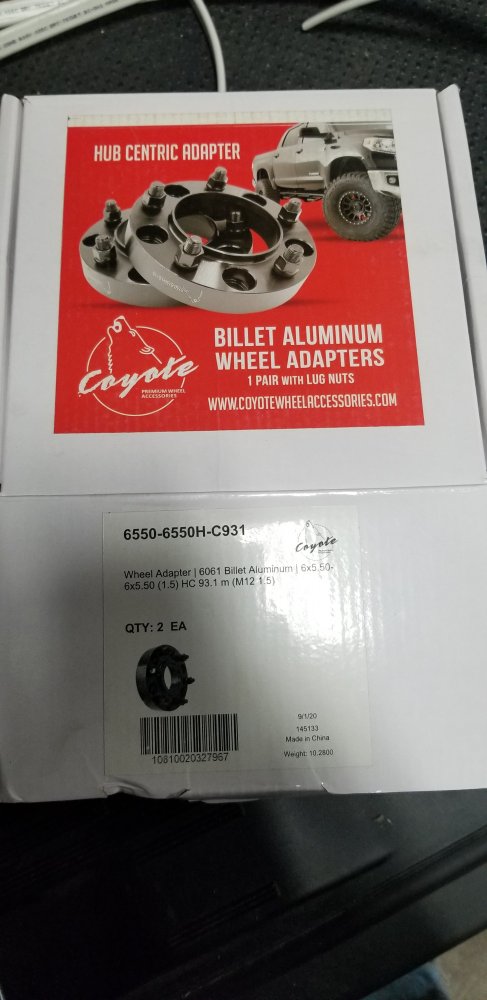 HUB CENTRIC ADAPTER
BILLET ALUMINUM
WHEEL ADAPTERS
1 PAIR WITH LUG NUTS
WWW.COYOTEWHEELACCESSORIES.COM
Coyote
PREMIUM WHEEL
ACCESSORIES
6550-6550H-C931
Coyote
Wheel Adapter | 6061 Billet Aluminum | 6x5.50-
6x5.50 (1.5) HC 93.1 m (M12 1.5)
QTY: 2 EA
9/1/20
145133
Made in China
Weight: 10.2800
10810020327967